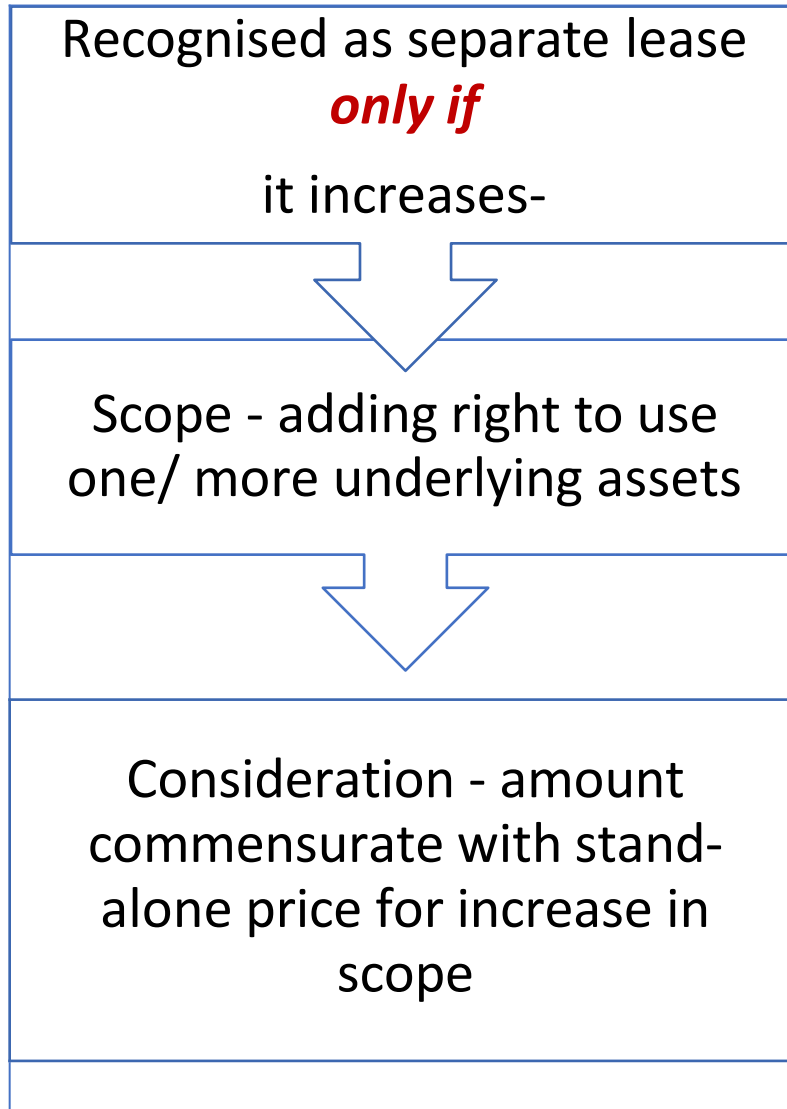 Recognised as separate lease
only if
it increases-
Scope - adding right to use
one/ more underlying assets
Consideration - amount
commensurate with stand-
alone price for increase in
scope